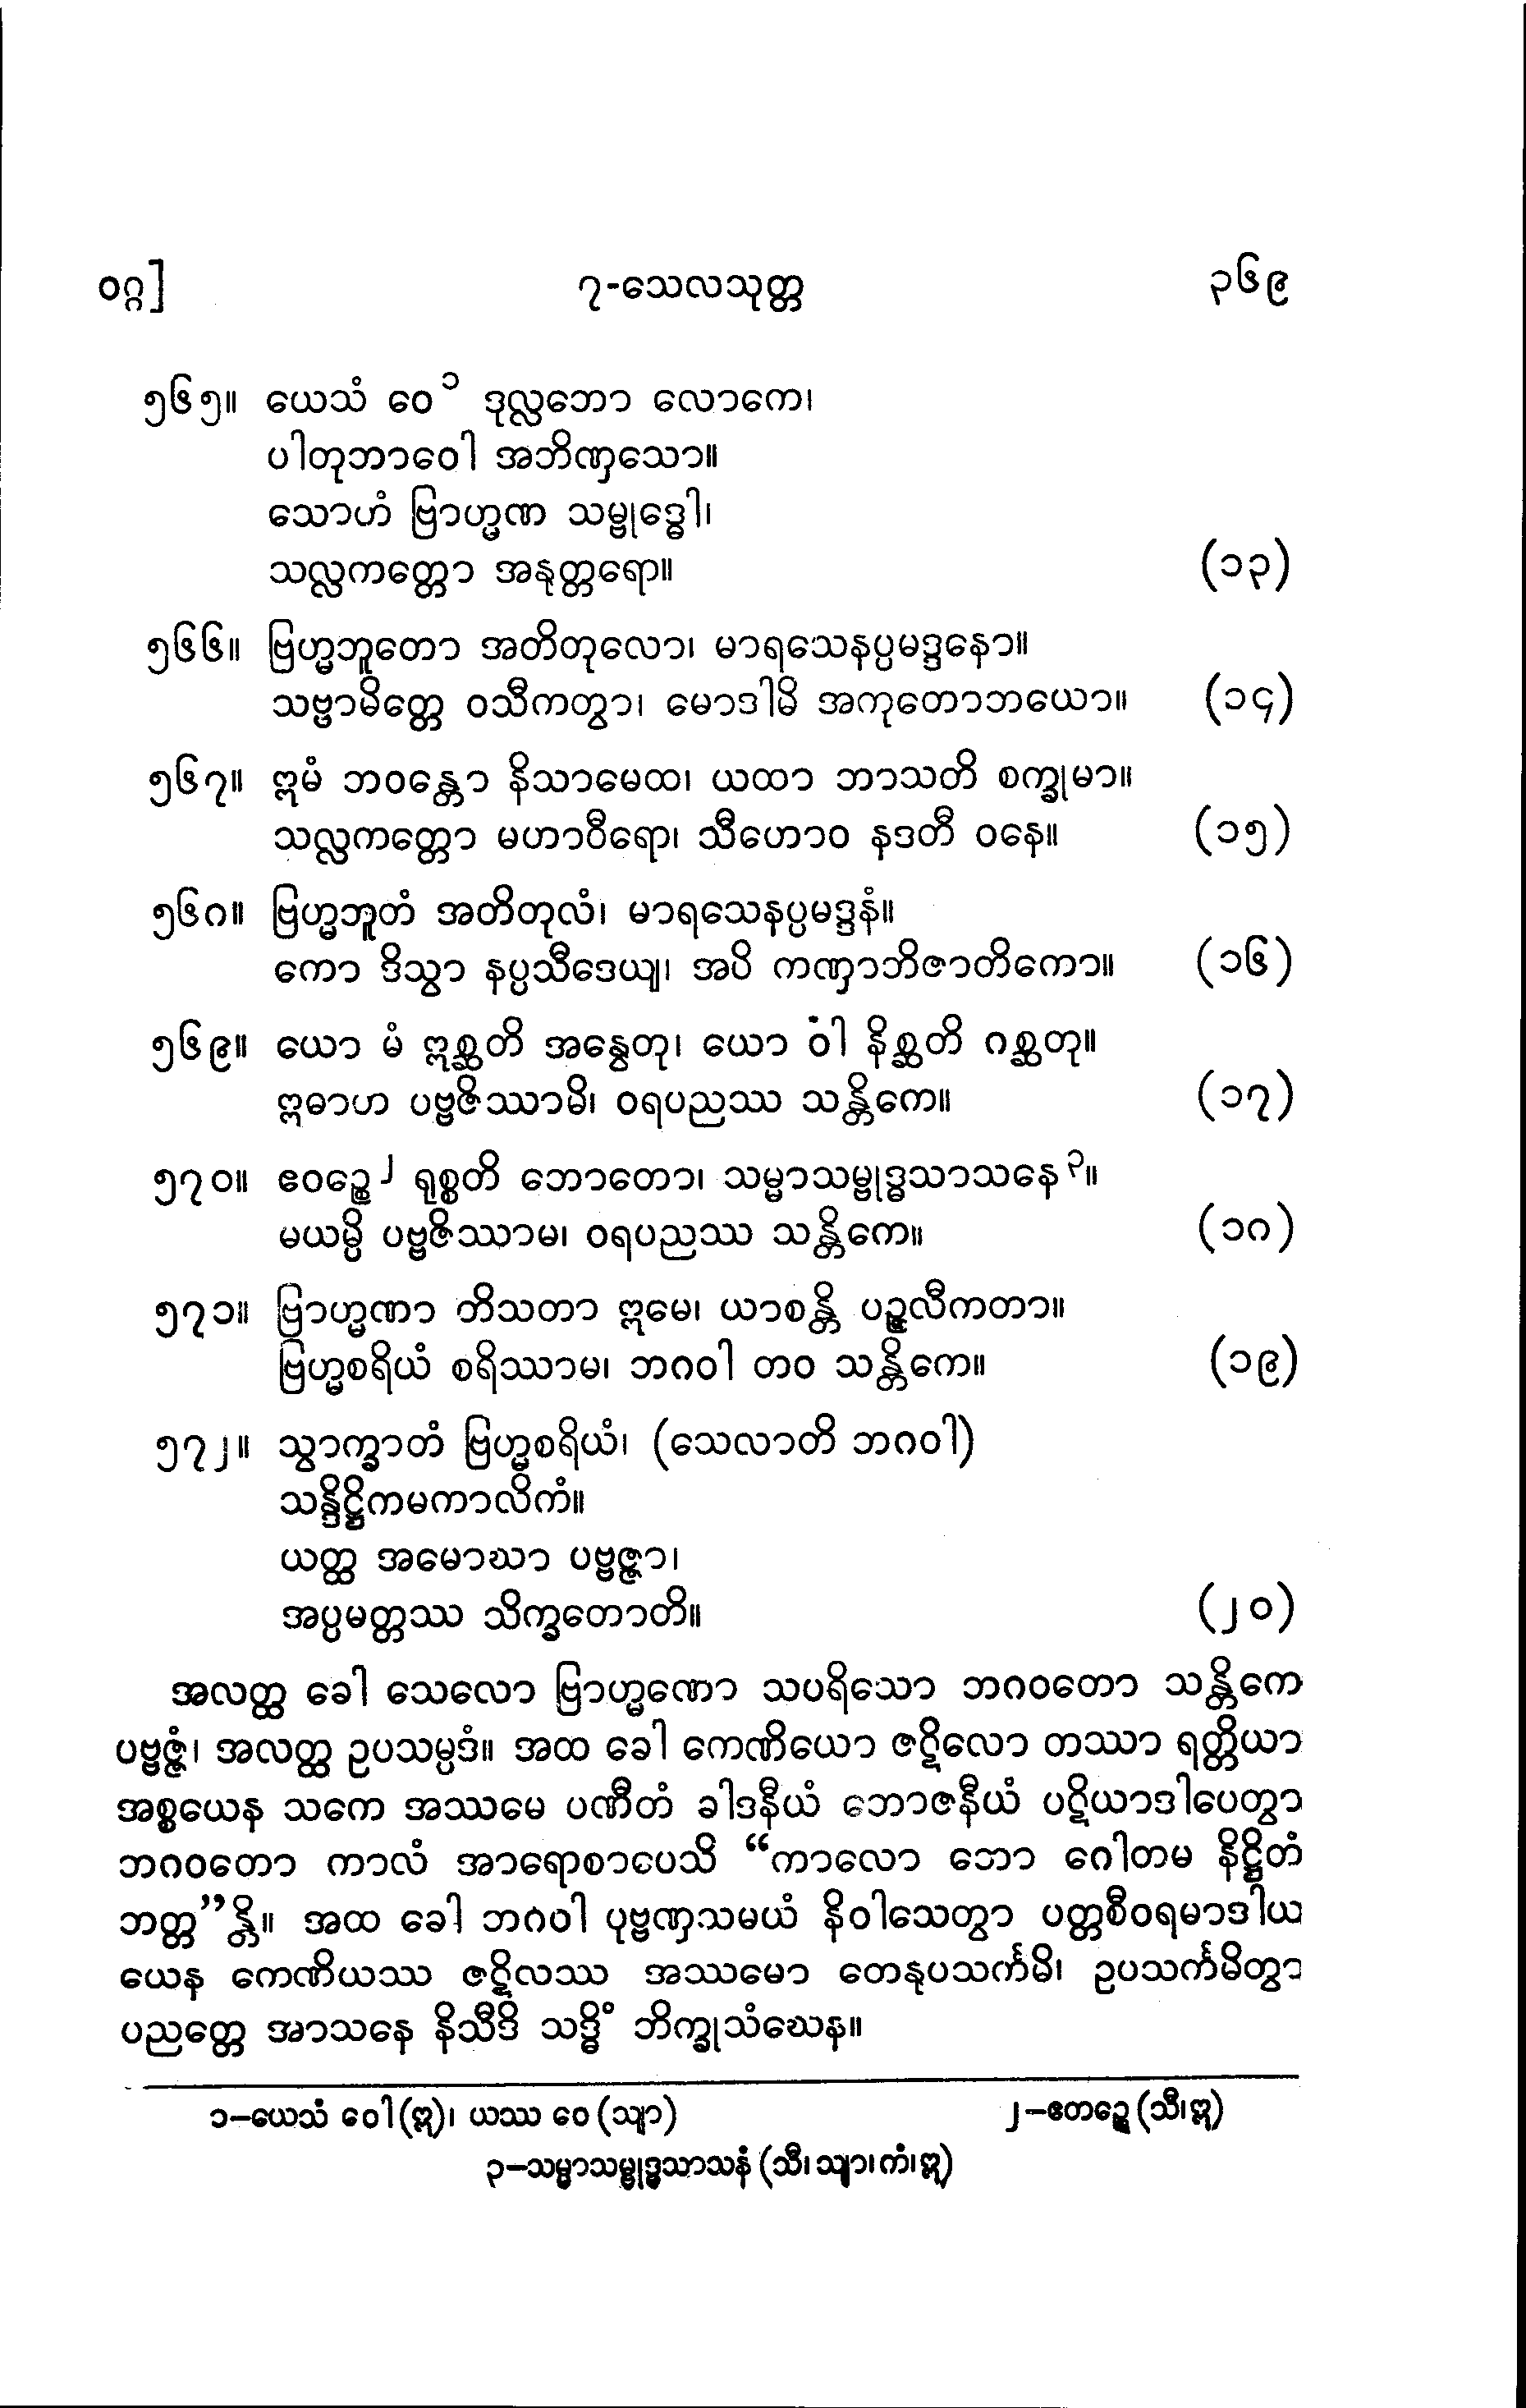 ဝဂ္ဂ] ၇-သေလသုတ္တ ၃၆၉
၅၆၅။ ယေသံ ဝေ၁ ဒုလ္လဘော လောကေ၊
ပါတုဘာဝေါ အဘိဏှသော။
သောဟံ ဗြာဟ္မဏ သမ္ဗုဒ္ဓေါ၊
သလ္လကတ္တော အနုတ္တရော။ (၁၃)
၅၆၆။ ဗြဟ္မဘူတော အတိတုလော၊ မာရသေနပ္ပမဒ္ဒနော။
သဗ္ဗာမိတ္တေ ဝသီကတွာ၊ မောဒါမိ အကုတောဘယော။ (၁၄)
၅၆၇။ ဣမံ ဘဝန္တော နိသာမေထ၊ ယထာ ဘာသတိ စက္ခုမာ။
သလ္လကတ္တော မဟာဝီရော၊ သီဟောဝ နဒတီ ဝနေ။ (၁၅)
၅၆၈။ ဗြဟ္မဘူတံ အတိတုလံ၊ မာရသေနပ္ပမဒ္ဒနံ။
ကော ဒိသွာ နပ္ပသီဒေယျ၊ အပိ ကဏှာဘိဇာတိကော။ (၁၆)
၅၆၉။ ယော မံ ဣစ္ဆတိ အနွေတု၊ ယော ဝါ နိစ္ဆတိ ဂစ္ဆတု။
ဣဓာဟ ပဗ္ဗဇိဿာမိ၊ ဝရပညဿ သန္တိကေ။ (၁၇)
၅၇၀။ ဧဝဉ္စေ၂ ရုစ္စတိ ဘောတော၊ သမ္မာသမ္ဗုဒ္ဓသာသနေ၃။
မယမ္ပိ ပဗ္ဗဇိဿာမ၊ ဝရပညဿ သန္တိကေ။ (၁၈)
၅၇၁။ ဗြာဟ္မဏာ တိသတာ ဣမေ၊ ယာစန္တိ ပဉ္ဇလီကတာ။
ဗြဟ္မစရိယံ စရိဿာမ၊ ဘဂဝါ တဝ သန္တိကေ။ (၁၉)
၅၇၂။ သွာက္ခာတံ ဗြဟ္မစရိယံ၊ (သေလာတိ ဘဂဝါ)
သန္ဒိဋ္ဌိကမကာလိကံ။
ယတ္ထ အမောဃာ ပဗ္ဗဇ္ဇာ၊
အပ္ပမတ္တဿ သိက္ခတောတိ။ (၂၀)
အလတ္ထ ခေါ သေလော ဗြာဟ္မဏော သပရိသော ဘဂဝတော သန္တိကေ
ပဗ္ဗဇ္ဇံ၊ အလတ္ထ ဥပသမ္ပဒံ။ အထ ခေါ ကေဏိယော ဇဋိလော တဿာ ရတ္တိယာ
အစ္စယေန သကေ အဿမေ ပဏီတံ ခါဒနီယံ ဘောဇနီယံ ပဋိယာဒါပေတွာ
ဘဂဝတော ကာလံ အာရောစာပေသိ “ကာလော ဘော ဂေါတမ နိဋ္ဌိတံ
ဘတ္တ”န္တိ။ အထ ခေါ ဘဂဝါ ပုဗ္ဗဏှသမယံ နိဝါသေတွာ ပတ္တစီဝရမာဒါယ
ယေန ကေဏိယဿ ဇဋိလဿ အဿမော တေနုပသင်္ကမိ၊ ဥပသင်္ကမိတွာ
ပညတ္တေ အာသနေ နိသီဒိ သဒ္ဓိံ ဘိက္ခုသံဃေန။
၁–ယေသံ ဝေါ (ဣ)၊ ယဿ ဝေ (သျာ) ၂–ဧတဉ္စေ (သီ၊ ဣ)
၃–သမ္မာသမ္ဗုဒ္ဓသာသနံ (သီ၊ သျာ၊ ကံ၊ ဣ)